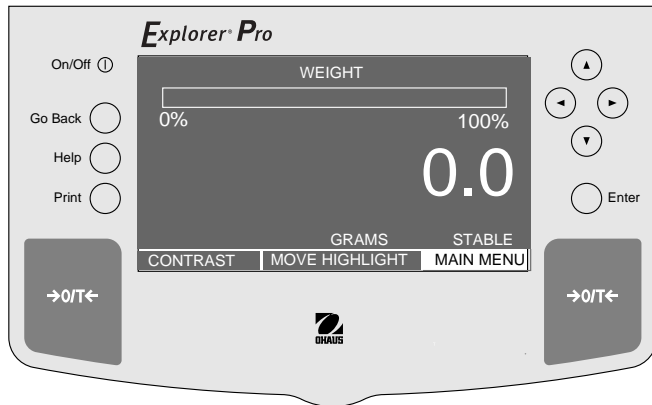 Explorer® Pro
On/Off
WEIGHT
Go Back
0% 100%
Help
0.0
Print
Enter
GRAMS STABLE
CONTRAST MOVE HIGHLIGHT MAIN MENU
→0/T← →0/T←
OHAUS